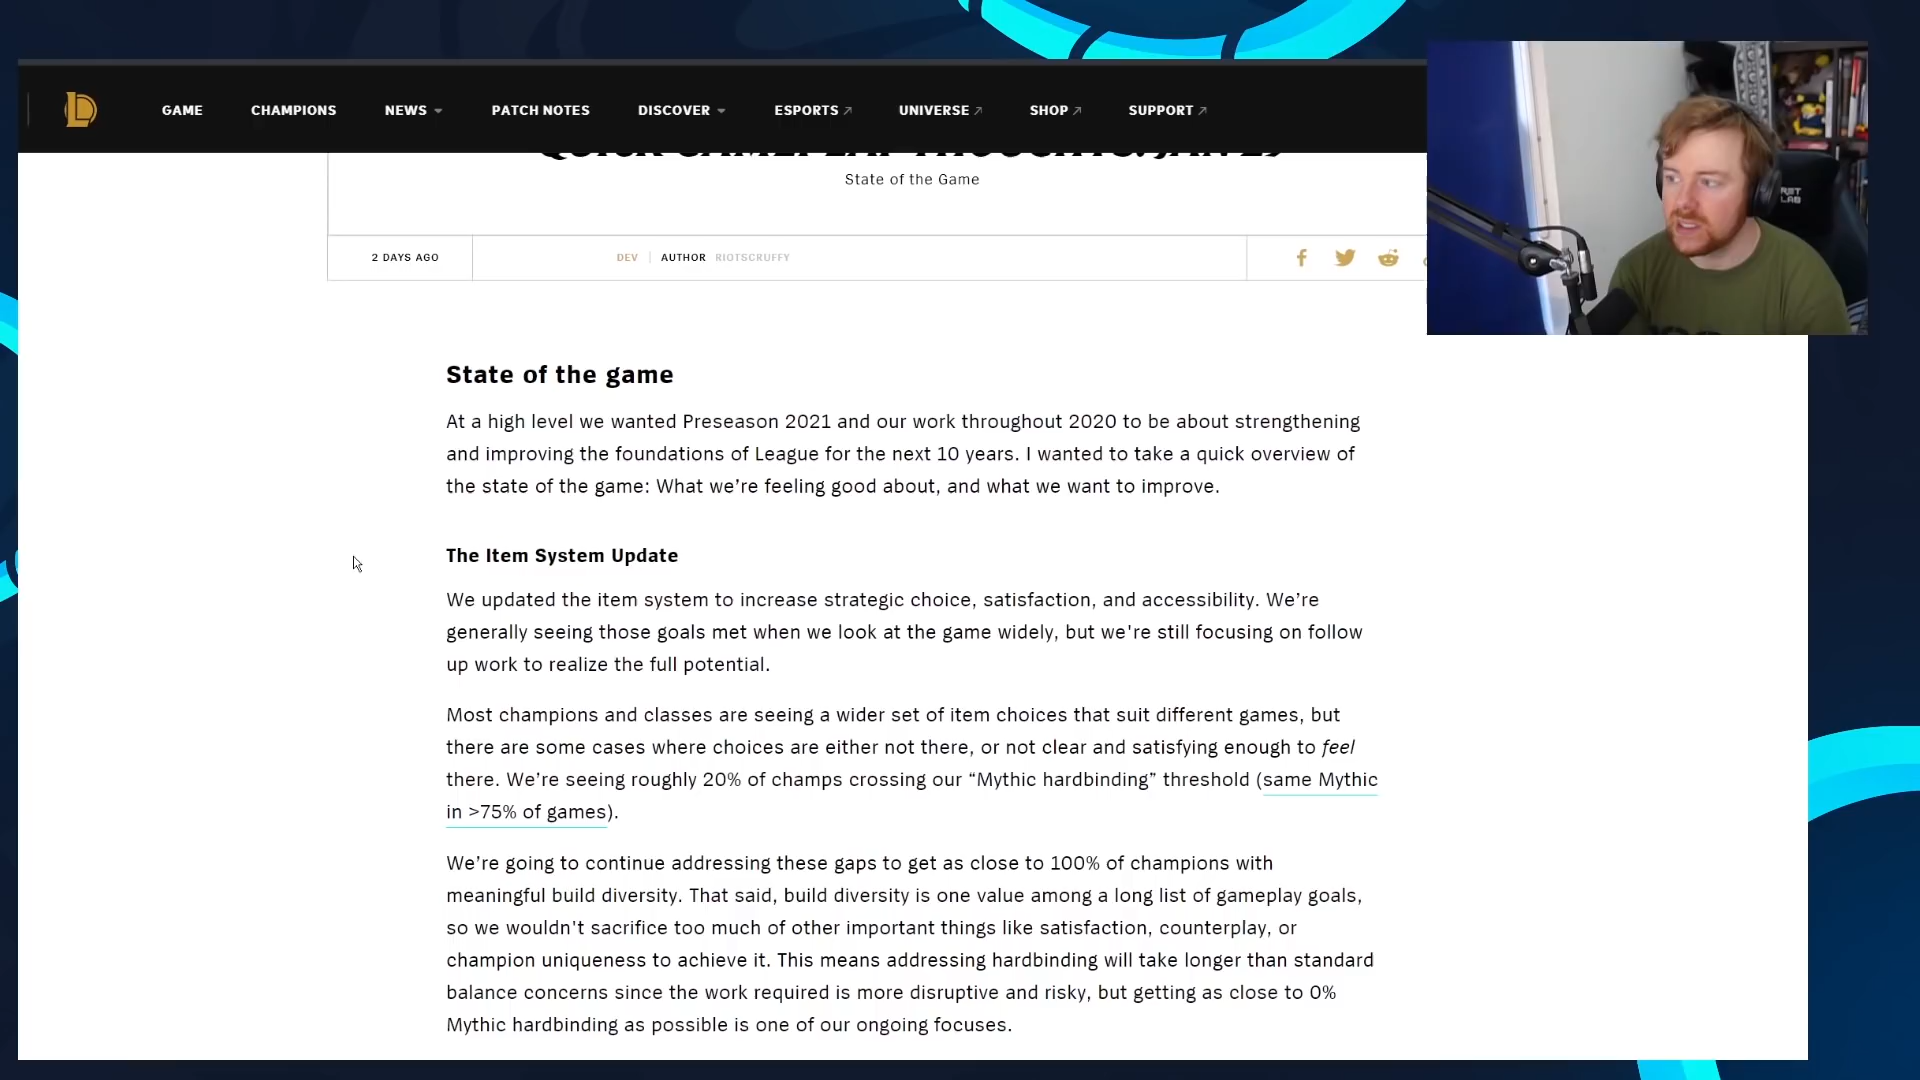 GAME CHAMPIONS NEWS PATCH NOTES DISCOVER ESPORTS UNIVERSE SHOP SUPPORT
State of the Game
2 DAYS AGO DEV | AUTHOR RIOTSCRUFFY
State of the game
At a high level we wanted Preseason 2021 and our work throughout 2020 to be about strengthening
and improving the foundations of League for the next 10 years. I wanted to take a quick overview of
the state of the game: What we’re feeling good about, and what we want to improve.
The Item System Update
We updated the item system to increase strategic choice, satisfaction, and accessibility. We’re
generally seeing those goals met when we look at the game widely, but we're still focusing on follow
up work to realize the full potential.
Most champions and classes are seeing a wider set of item choices that suit different games, but
there are some cases where choices are either not there, or not clear and satisfying enough to feel
there. We’re seeing roughly 20% of champs crossing our “Mythic hardbinding” threshold (same Mythic
in >75% of games).
We’re going to continue addressing these gaps to get as close to 100% of champions with
meaningful build diversity. That said, build diversity is one value among a long list of gameplay goals,
so we wouldn't sacrifice too much of other important things like satisfaction, counterplay, or
champion uniqueness to achieve it. This means addressing hardbinding will take longer than standard
balance concerns since the work required is more disruptive and risky, but getting as close to 0%
Mythic hardbinding as possible is one of our ongoing focuses.